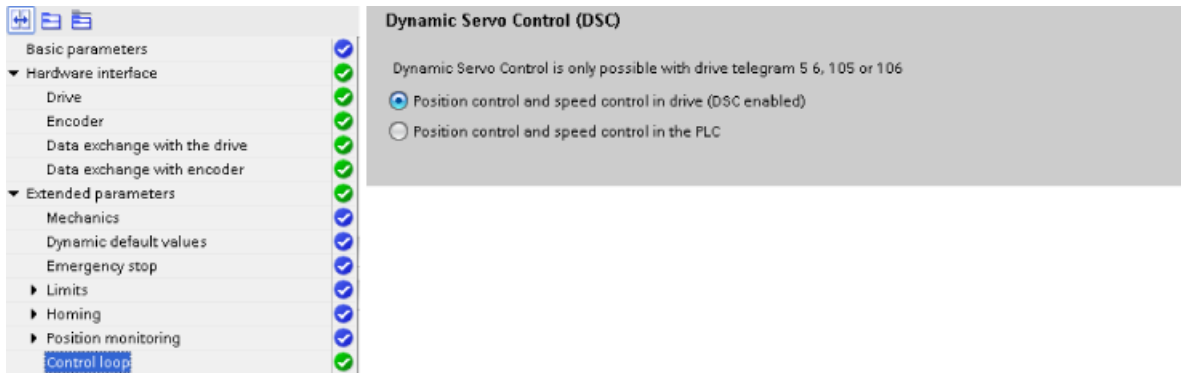 Basic parameters
Hardware interface
Drive
Encoder
Data exchange with the drive
Data exchange with encoder
Extended parameters
Mechanics
Dynamic default values
Emergency stop
Limits
Homing
Position monitoring
Control loop
Dynamic Servo Control (DSC)
Dynamic Servo Control is only possible with drive telegram 5 6, 105 or 106
Position control and speed control in drive (DSC enabled)
Position control and speed control in the PLC